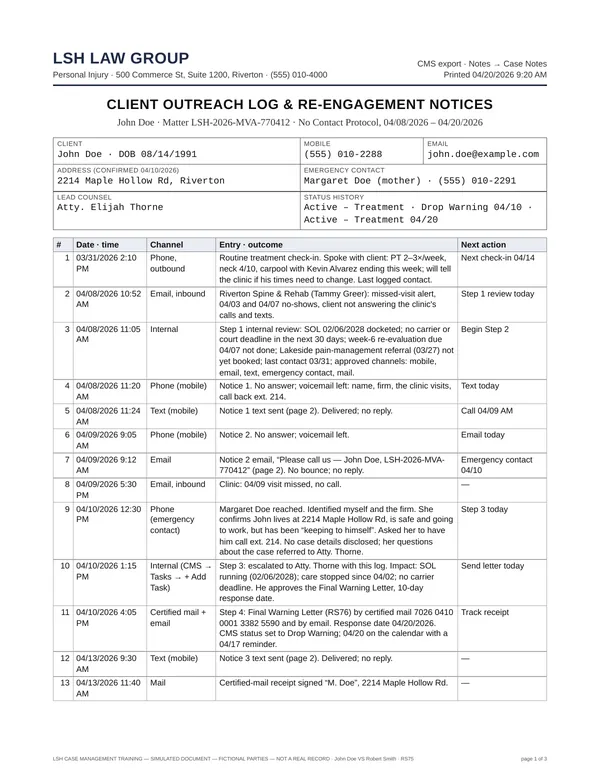 LSH LAW GROUP
CMS export · Notes → Case Notes
Personal Injury · 500 Commerce St, Suite 1200, Riverton · (555) 010-4000
Printed 04/20/2026 9:20 AM
CLIENT OUTREACH LOG & RE-ENGAGEMENT NOTICES
John Doe · Matter LSH-2026-MVA-770412 · No Contact Protocol, 04/08/2026 – 04/20/2026
CLIENT
John Doe · DOB 08/14/1991
MOBILE
(555) 010-2288
EMAIL
john.doe@example.com
ADDRESS (CONFIRMED 04/10/2026)
2214 Maple Hollow Rd, Riverton
EMERGENCY CONTACT
Margaret Doe (mother) · (555) 010-2291
LEAD COUNSEL
Atty. Elijah Thorne
STATUS HISTORY
Active – Treatment · Drop Warning 04/10 ·
Active – Treatment 04/20
# Date · time Channel Entry · outcome Next action
1 03/31/2026 2:10 Phone, Routine treatment check-in. Spoke with client: PT 2–3×/week, Next check-in 04/14
PM outbound neck 4/10, carpool with Kevin Alvarez ending this week; will tell
the clinic if his times need to change. Last logged contact.
2 04/08/2026 10:52 Email, inbound Riverton Spine & Rehab (Tammy Greer): missed-visit alert, Step 1 review today
AM 04/03 and 04/07 no-shows, client not answering the clinic's
calls and texts.
3 04/08/2026 11:05 Internal Step 1 internal review: SOL 02/06/2028 docketed; no carrier or Begin Step 2
AM court deadline in the next 30 days; week-6 re-evaluation due
04/07 not done; Lakeside pain-management referral (03/27) not
yet booked; last contact 03/31; approved channels: mobile,
email, text, emergency contact, mail.
4 04/08/2026 11:20 Phone (mobile) Notice 1. No answer; voicemail left: name, firm, the clinic visits, Text today
AM call back ext. 214.
5 04/08/2026 11:24 Text (mobile) Notice 1 text sent (page 2). Delivered; no reply. Call 04/09 AM
AM
6 04/09/2026 9:05 Phone (mobile) Notice 2. No answer; voicemail left. Email today
AM
7 04/09/2026 9:12 Email Notice 2 email, “Please call us — John Doe, LSH-2026-MVA- Emergency contact
AM 770412” (page 2). No bounce; no reply. 04/10
8 04/09/2026 5:30 Email, inbound Clinic: 04/09 visit missed, no call. —
PM
9 04/10/2026 12:30 Phone Margaret Doe reached. Identified myself and the firm. She Step 3 today
PM (emergency confirms John lives at 2214 Maple Hollow Rd, is safe and going
contact) to work, but has been “keeping to himself”. Asked her to have
him call ext. 214. No case details disclosed; her questions
about the case referred to Atty. Thorne.
10 04/10/2026 1:15 Internal (CMS → Step 3: escalated to Atty. Thorne with this log. Impact: SOL Send letter today
PM Tasks → + Add running (02/06/2028); care stopped since 04/02; no carrier
Task) deadline. He approves the Final Warning Letter, 10-day
response date.
11 04/10/2026 4:05 Certified mail + Step 4: Final Warning Letter (RS76) by certified mail 7026 0410 Track receipt
PM email 0001 3382 5590 and by email. Response date 04/20/2026.
CMS status set to Drop Warning; 04/20 on the calendar with a
04/17 reminder.
12 04/13/2026 9:30 Text (mobile) Notice 3 text sent (page 2). Delivered; no reply. —
AM
13 04/13/2026 11:40 Mail Certified-mail receipt signed “M. Doe”, 2214 Maple Hollow Rd. —
AM
LSH CASE MANAGEMENT TRAINING — SIMULATED DOCUMENT — FICTIONAL PARTIES — NOT A REAL RECORD · John Doe VS Robert Smith · RS75
page 1 of 3